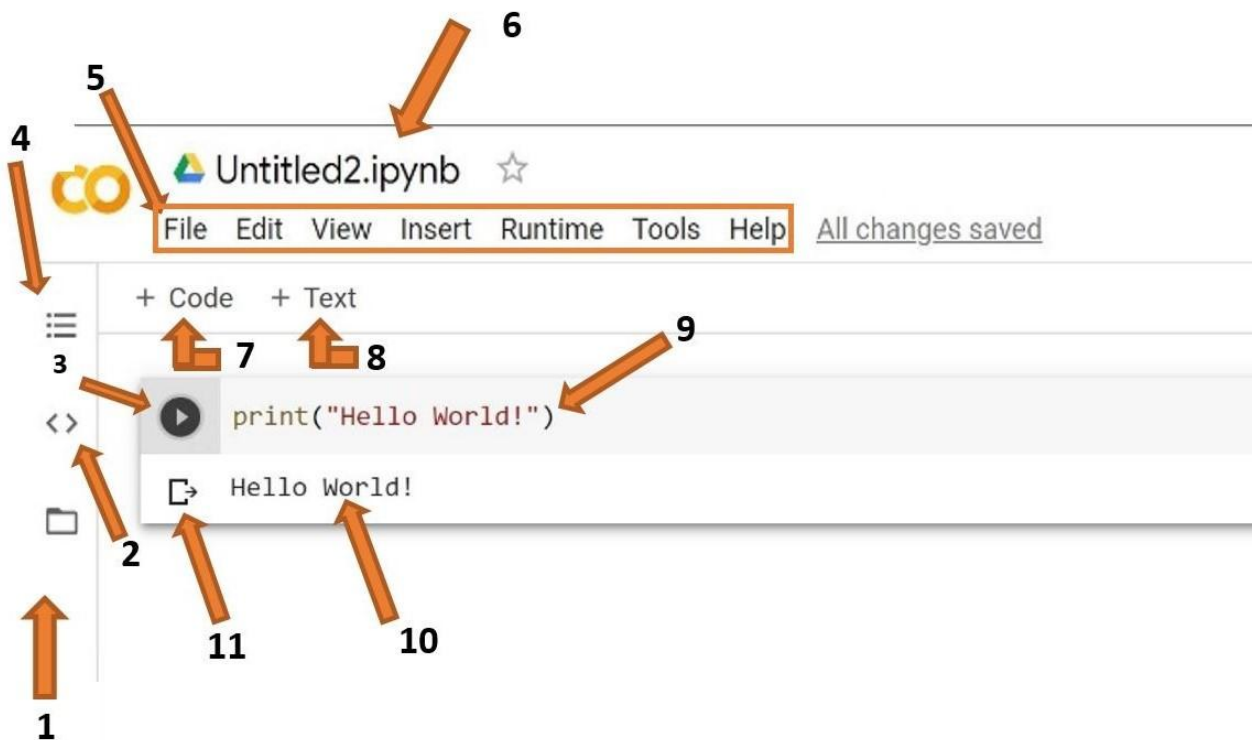 6
5
4
CO
Untitled2.ipynb
File Edit View Insert Runtime Tools Help All changes saved
+ Code + Text
7 8 9
3
print("Hello World!")
Hello World!
2
11 10
1